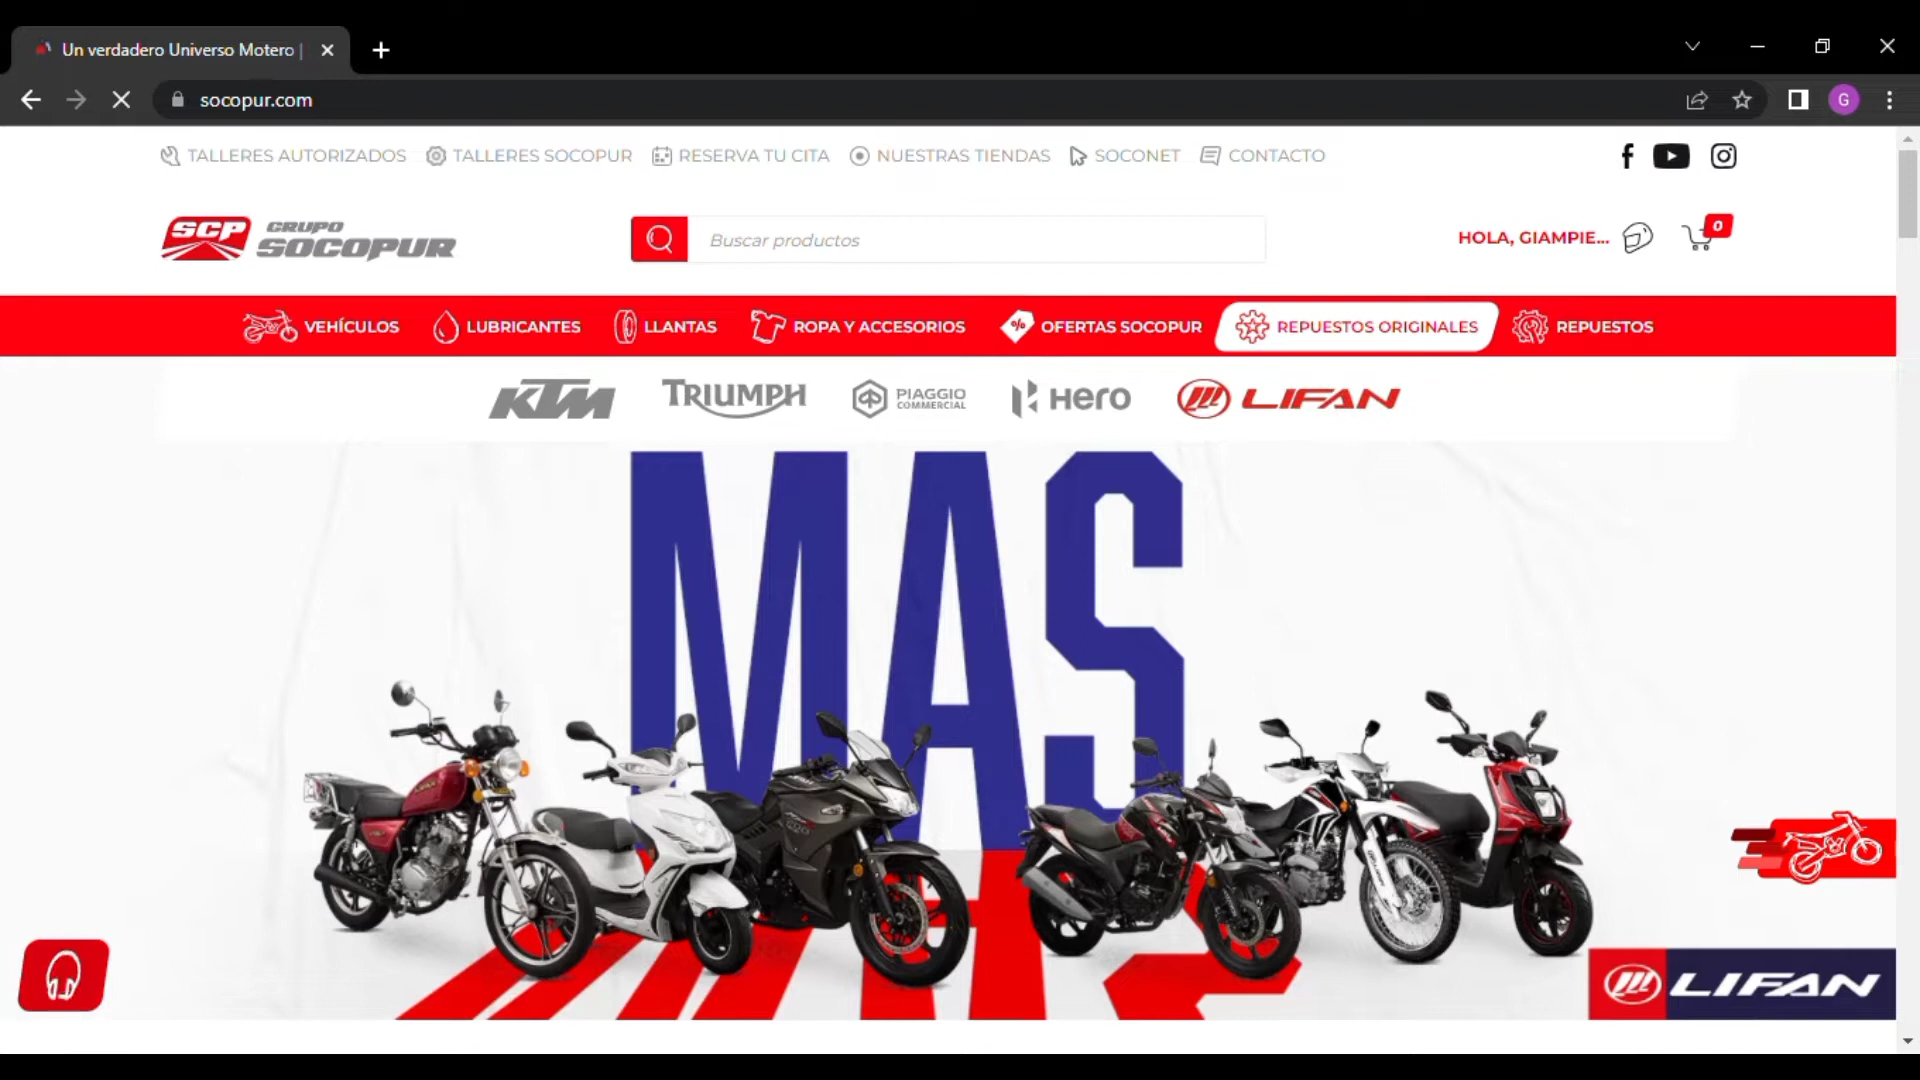 Un verdadero Universo Motero |
socopur.com
G
TALLERES AUTORIZADOS
TALLERES SOCOPUR
RESERVA TU CITA
NUESTRAS TIENDAS
SOCONET
CONTACTO
SCP GRUPO
SOCOPUR
Buscar productos
HOLA, GIAMPIE...
0
VEHÍCULOS
LUBRICANTES
LLANTAS
ROPA Y ACCESORIOS
% OFERTAS SOCOPUR
REPUESTOS ORIGINALES
REPUESTOS
KTM
TRIUMPH
PIAGGIO
COMMERCIAL
Hero
LIFAN
MAS
LIFAN